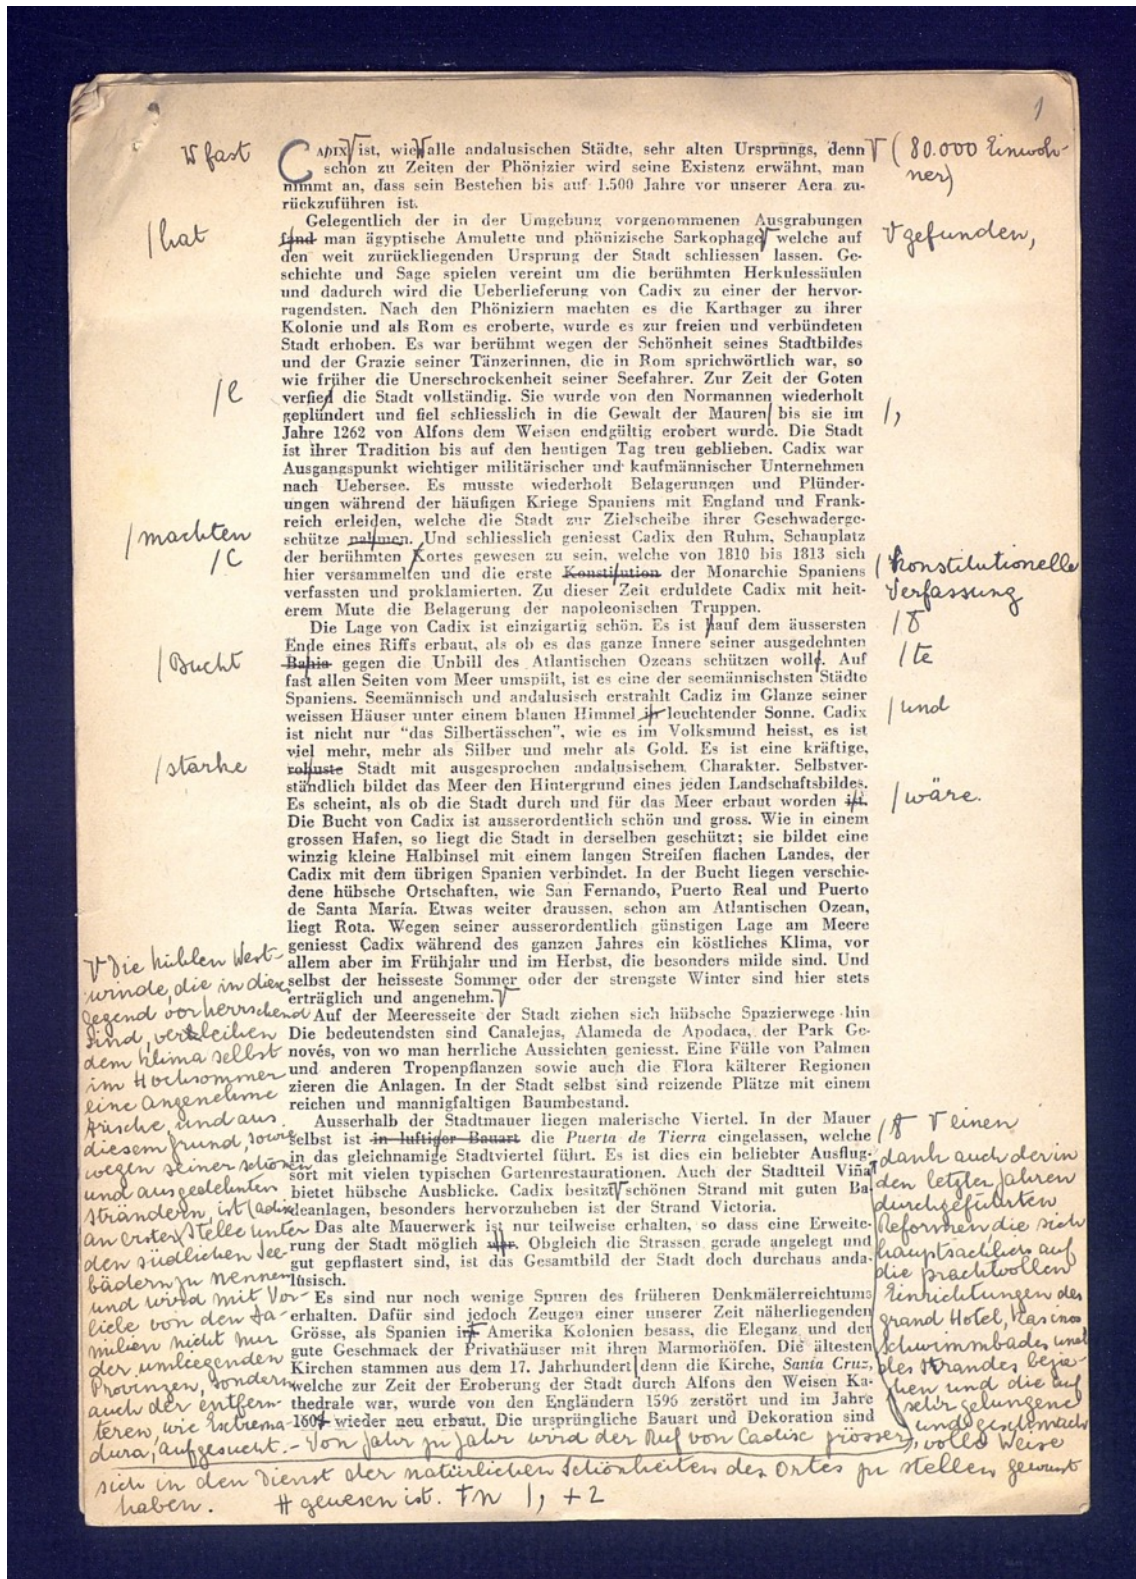 1
∀ fast
∀ (80.000 Einwoh-
ner)
CADIX ist, wie alle andalusischen Städte, sehr alten Ursprungs, denn
schon zu Zeiten der Phönizier wird seine Existenz erwähnt, man
nimmt an, dass sein Bestehen bis auf 1.500 Jahre vor unserer Aera zu-
rückzuführen ist.
Gelegentlich der in der Umgebung vorgenommenen Ausgrabungen
/hat
fand man ägyptische Amulette und phönizische Sarkophage welche auf
∀ gefunden,
den weit zurückliegenden Ursprung der Stadt schliessen lassen. Ge-
schichte und Sage spielen vereint um die berühmten Herkulessäulen
und dadurch wird die Ueberlieferung von Cadix zu einer der hervor-
ragendsten. Nach den Phöniziern machten es die Karthager zu ihrer
Kolonie und als Rom es eroberte, wurde es zur freien und verbündeten
Stadt erhoben. Es war berühmt wegen der Schönheit seines Stadtbildes
und der Grazie seiner Tänzerinnen, die in Rom sprichwörtlich war, so
wie früher die Unerschrockenheit seiner Seefahrer. Zur Zeit der Goten
/l
verfied die Stadt vollständig. Sie wurde von den Normannen wiederholt
geplündert und fiel schliesslich in die Gewalt der Mauren bis sie im
/,
Jahre 1262 von Alfons dem Weisen endgültig erobert wurde. Die Stadt
ist ihrer Tradition bis auf den heutigen Tag treu geblieben. Cadix war
Ausgangspunkt wichtiger militärischer und kaufmännischer Unternehmen
nach Uebersee. Es musste wiederholt Belagerungen und Plünder-
ungen während der häufigen Kriege Spaniens mit England und Frank-
reich erleiden, welche die Stadt zur Zielscheibe ihrer Geschwaderge-
/machten
schütze nahmen. Und schliesslich geniesst Cadix den Ruhm, Schauplatz
/C
der berühmten Kortes gewesen zu sein, welche von 1810 bis 1813 sich
hier versammelten und die erste Konstitution der Monarchie Spaniens
/konstitutionelle
Verfassung
verfassten und proklamierten. Zu dieser Zeit erduldete Cadix mit heit-
erem Mute die Belagerung der napoleonischen Truppen.
Die Lage von Cadix ist einzigartig schön. Es ist auf dem äussersten
Ende eines Riffs erbaut, als ob es das ganze Innere seiner ausgedehnten
/Bucht
Bahia gegen die Unbill des Atlantischen Ozeans schützen wolle. Auf
/te
fast allen Seiten vom Meer umspült, ist es eine der seemännischsten Städte
Spaniens. Seemännisch und andalusisch erstrahlt Cadiz im Glanze seiner
weissen Häuser unter einem blauen Himmel in leuchtender Sonne. Cadix
/und
ist nicht nur "das Silbertässchen", wie es im Volksmund heisst, es ist
viel mehr, mehr als Silber und mehr als Gold. Es ist eine kräftige,
/starke
robuste Stadt mit ausgesprochen andalusischem Charakter. Selbstver-
ständlich bildet das Meer den Hintergrund eines jeden Landschaftsbildes.
Es scheint, als ob die Stadt durch und für das Meer erbaut worden ist.
/wäre.
Die Bucht von Cadix ist ausserordentlich schön und gross. Wie in einem
grossen Hafen, so liegt die Stadt in derselben geschützt; sie bildet eine
winzig kleine Halbinsel mit einem langen Streifen flachen Landes, der
Cadix mit dem übrigen Spanien verbindet. In der Bucht liegen verschie-
dene hübsche Ortschaften, wie San Fernando, Puerto Real und Puerto
de Santa María. Etwas weiter draussen, schon am Atlantischen Ozean,
liegt Rota. Wegen seiner ausserordentlich günstigen Lage am Meere
geniesst Cadix während des ganzen Jahres ein köstliches Klima, vor
allem aber im Frühjahr und im Herbst, die besonders milde sind. Und
selbst der heisseste Sommer oder der strengste Winter sind hier stets
erträglich und angenehm.
Auf der Meeresseite der Stadt ziehen sich hübsche Spazierwege hin
Die bedeutendsten sind Canalejas, Alameda de Apodaca, der Park Ge-
novés, von wo man herrliche Aussichten geniesst. Eine Fülle von Palmen
und anderen Tropenpflanzen sowie auch die Flora kälterer Regionen
zieren die Anlagen. In der Stadt selbst sind reizende Plätze mit einem
reichen und mannigfaltigen Baumbestand.
Ausserhalb der Stadtmauer liegen malerische Viertel. In der Mauer
selbst ist in luftiger Bauart die Puerta de Tierra eingelassen, welche
in das gleichnamige Stadtviertel führt. Es ist dies ein beliebter Ausflug-
sort mit vielen typischen Gartenrestaurationen. Auch der Stadtteil Viña
bietet hübsche Ausblicke. Cadix besitzt schönen Strand mit guten Ba-
deanlagen, besonders hervorzuheben ist der Strand Victoria.
Das alte Mauerwerk ist nur teilweise erhalten, so dass eine Erweite-
rung der Stadt möglich war. Obgleich die Strassen gerade angelegt und
gut gepflastert sind, ist das Gesamtbild der Stadt doch durchaus anda-
lusisch.
Es sind nur noch wenige Spuren des früheren Denkmälerreichtums
erhalten. Dafür sind jedoch Zeugen einer unserer Zeit näherliegenden
Grösse, als Spanien in Amerika Kolonien besass, die Eleganz und der
gute Geschmack der Privathäuser mit ihren Marmorhöfen. Die ältesten
Kirchen stammen aus dem 17. Jahrhundert denn die Kirche, Santa Cruz,
welche zur Zeit der Eroberung der Stadt durch Alfons den Weisen Ka-
thedrale war, wurde von den Engländern 1596 zerstört und im Jahre
wieder neu erbaut. Die ursprüngliche Bauart und Dekoration sind
∀ Die kühlen West-
winde, die in dieser
Gegend vorherrschend
sind, verleihen
dem Klima selbst
im Hochsommer
eine angenehme
Frische, und aus
diesem Grund, sowie
wegen seiner schönen
und ausgedehnten
Stränden, ist Cadix
an erster Stelle unter
den südlichen See-
bädern zu nennen
und wird mit Vor-
liebe von den Fa-
milien nicht nur
der umliegenden
Provinzen, sondern
auch der entfern-
teren, wie Extrema-
dura, aufgesucht. – Von Jahr zu Jahr wird der Ruf von Cadix grösser,
∀ einen
dank auch der in
den letzten Jahren
durchgeführten
Reformen, die sich
hauptsächlich auf
die prachtvollen
Einrichtungen des
Grand Hotel, Kasinos
Schwimmbades und
des Strandes bezie-
hen und die auf
sehr gelungene
und geschmack
volle Weise
sich in den Dienst der natürlichen Schönheiten des Ortes zu stellen gewusst
haben. # gewesen ist. †n 1, +2